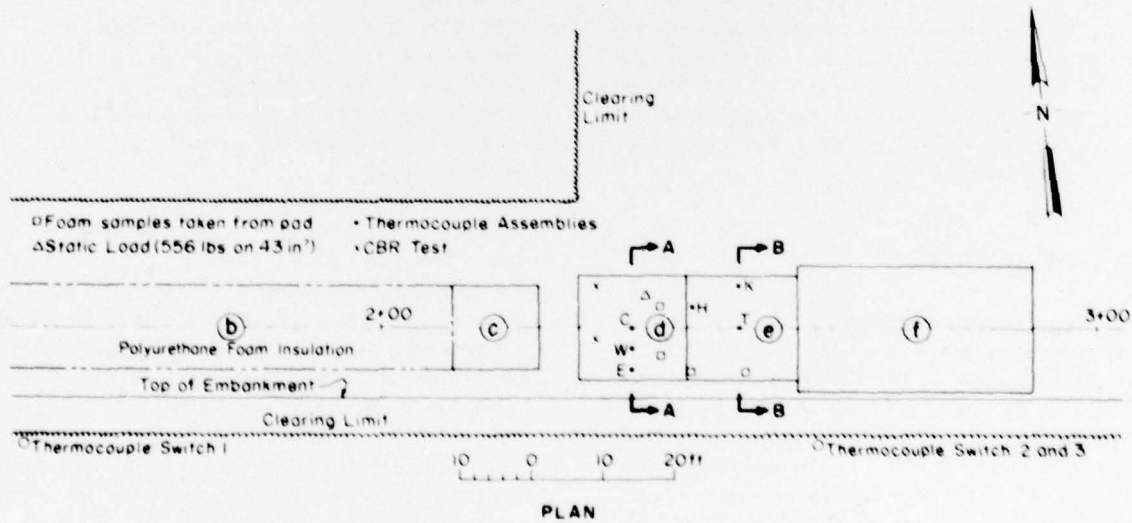 Clearing
Limit
N
□Foam samples taken from pad •Thermocouple Assemblies
△Static Load (556 lbs on 43 in²) ×CBR Test
A B
K
H
2+00 C T 3+00
b c d e f
Polyurethane Foam Insulation W
E
Top of Embankment
A B
Clearing Limit
Thermocouple Switch 1 Thermocouple Switch 2 and 3
10 0 10 20ft
PLAN